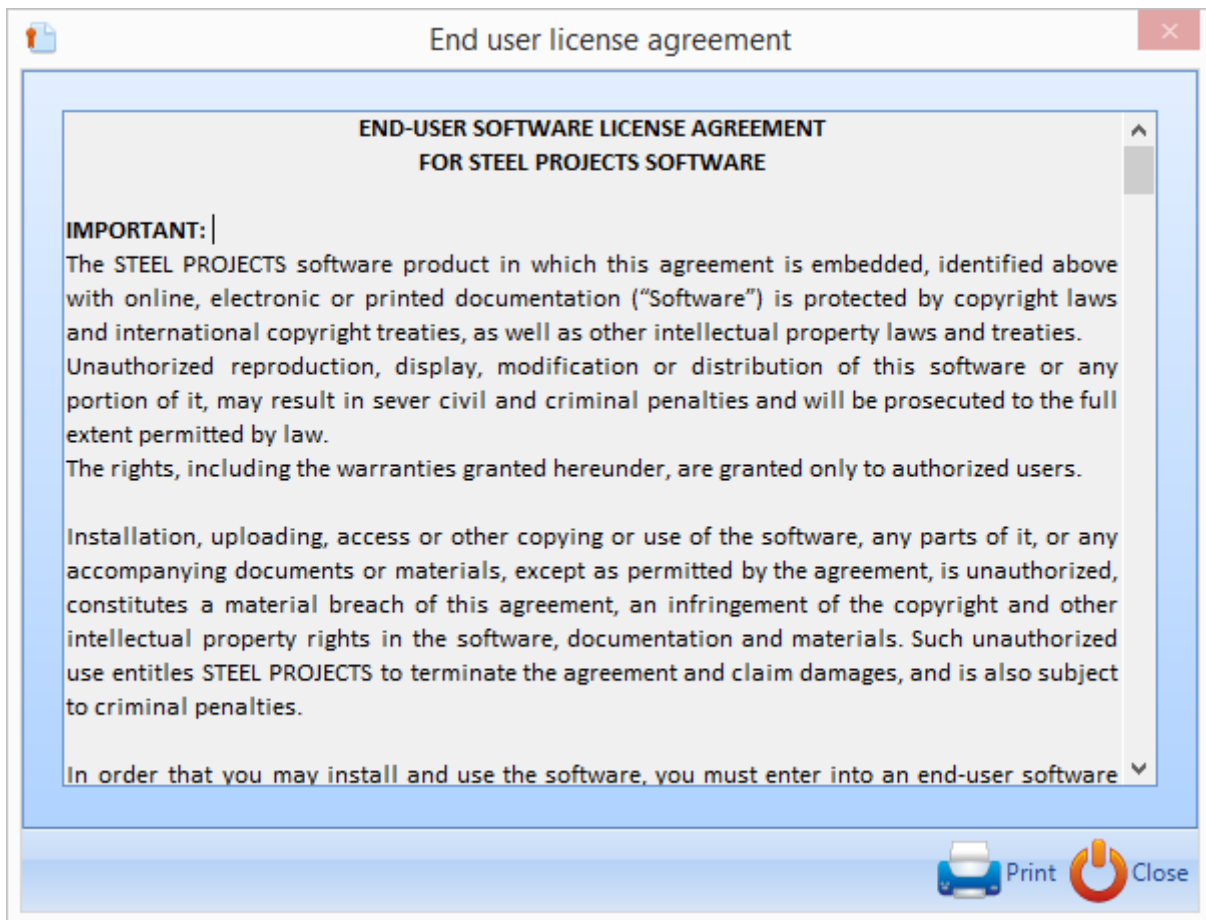 End user license agreement
END-USER SOFTWARE LICENSE AGREEMENT
FOR STEEL PROJECTS SOFTWARE
IMPORTANT:
The STEEL PROJECTS software product in which this agreement is embedded, identified above
with online, electronic or printed documentation (“Software”) is protected by copyright laws
and international copyright treaties, as well as other intellectual property laws and treaties.
Unauthorized reproduction, display, modification or distribution of this software or any
portion of it, may result in sever civil and criminal penalties and will be prosecuted to the full
extent permitted by law.
The rights, including the warranties granted hereunder, are granted only to authorized users.
Installation, uploading, access or other copying or use of the software, any parts of it, or any
accompanying documents or materials, except as permitted by the agreement, is unauthorized,
constitutes a material breach of this agreement, an infringement of the copyright and other
intellectual property rights in the software, documentation and materials. Such unauthorized
use entitles STEEL PROJECTS to terminate the agreement and claim damages, and is also subject
to criminal penalties.
In order that you may install and use the software, you must enter into an end-user software
Print Close